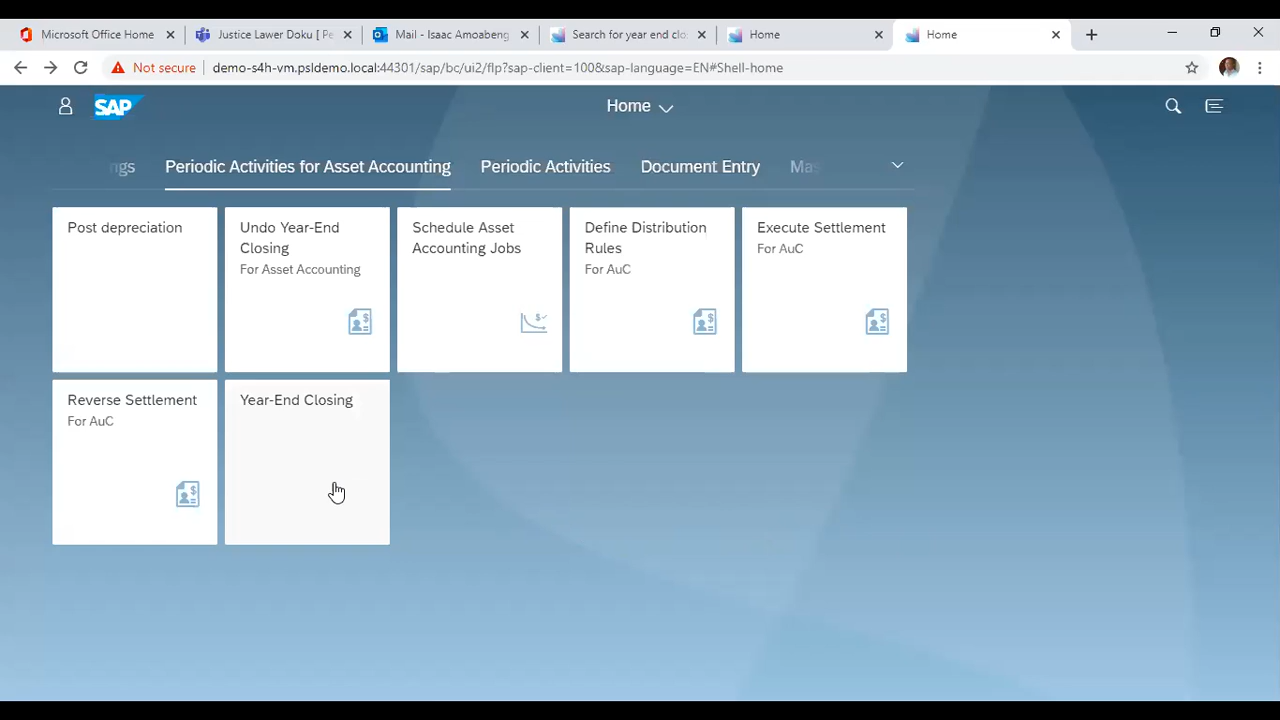 Microsoft Office Home
Justice Lawer Doku [ Pe
Mail - Isaac Amoabeng
Search for year end clo
Home
Home
Not secure
demo-s4h-vm.psldemo.local:44301/sap/bc/ui2/flp?sap-client=100&sap-language=EN#Shell-home
SAP
Home
ngs
Periodic Activities for Asset Accounting
Periodic Activities
Document Entry
Mas
Post depreciation
Undo Year-End
Closing
For Asset Accounting
Schedule Asset
Accounting Jobs
Define Distribution
Rules
For AuC
Execute Settlement
For AuC
Reverse Settlement
For AuC
Year-End Closing